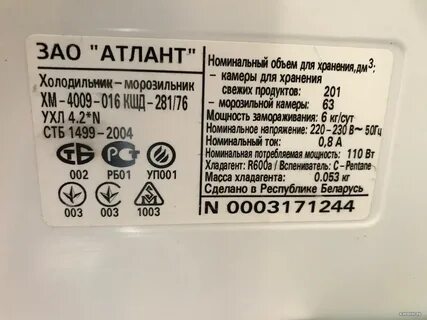 ЗАО "АТЛАНТ"
Холодильник – морозильник
ХМ – 4009 –016 КШД –281/76
УХЛ 4.2*N
СТБ 1499–2004
002 РБ01 УП001
003 003 1003
Номинальный объем для хранения,дм³:
– камеры для хранения
свежих продуктов: 201
– морозильной камеры: 63
Мощность замораживания: 6 кг/сут
Номинальное напряжение: 220–230 В~ 50Гц
Номинальный ток: 0,8 А
Номинальная потребляемая мощность: 110 Вт
Хладагент: R600a / Вспениватель: C – Pentane
Масса хладагента: 0.053 кг
Сделано в Республике Беларусь
N 0003171244